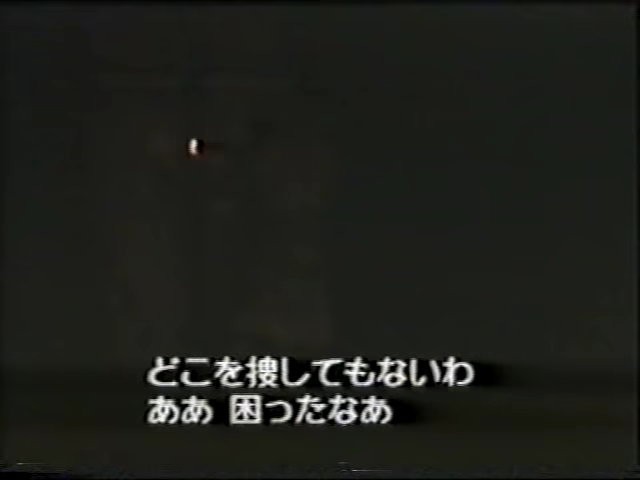 どこを捜してもないわ
ああ 困ったなあ